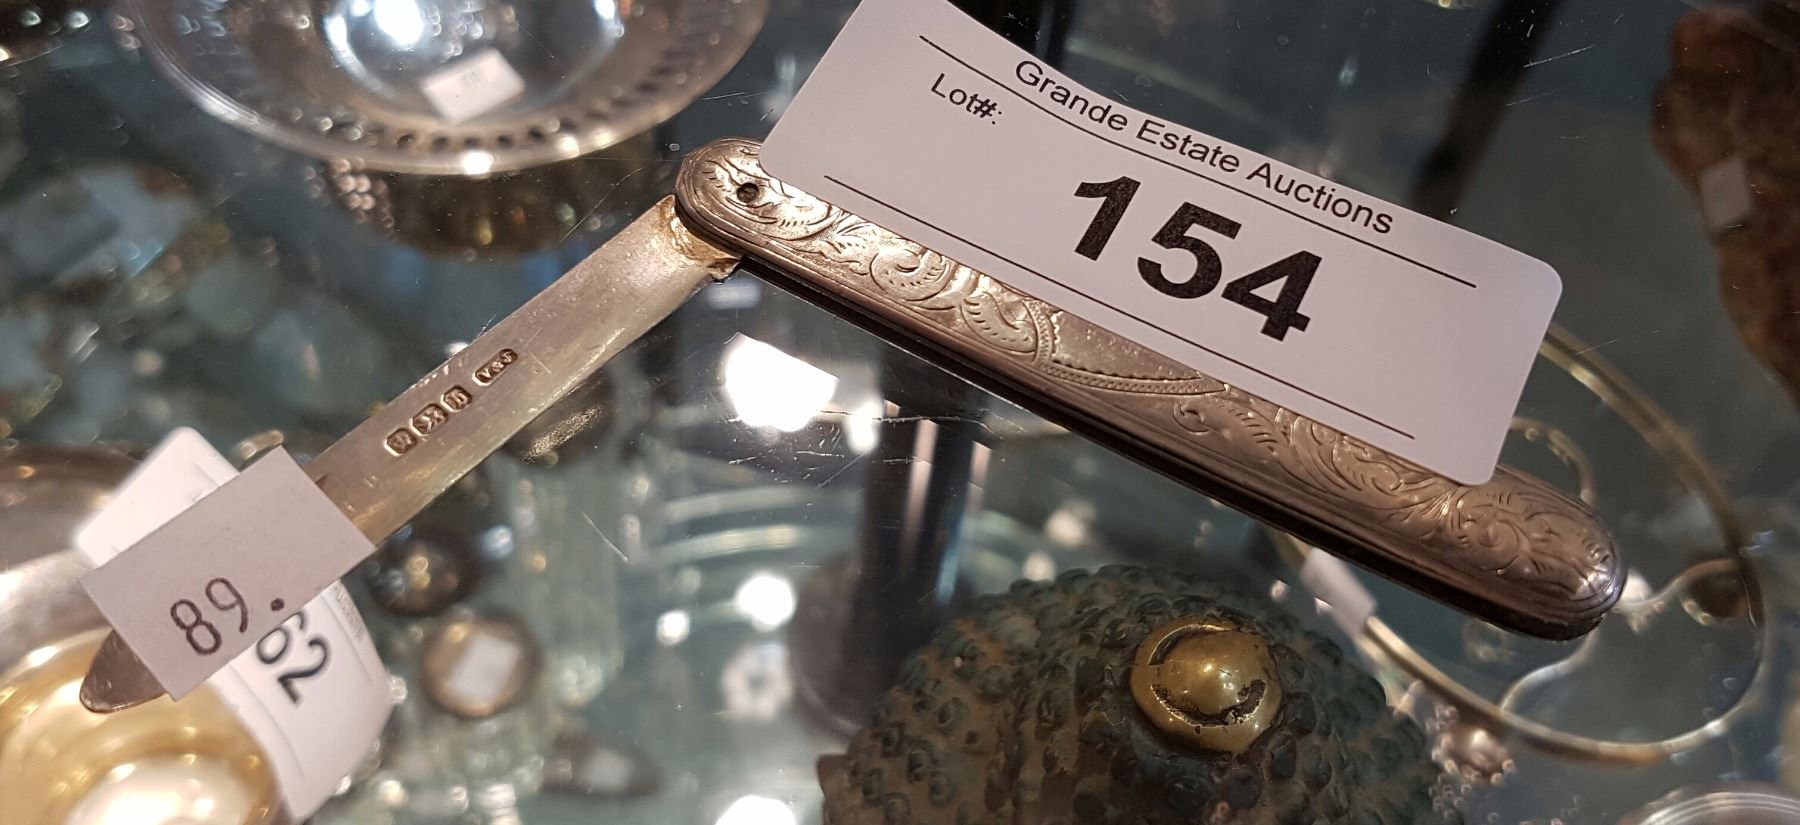 Grande Estate Auctions
Lot#:
154
89.
62